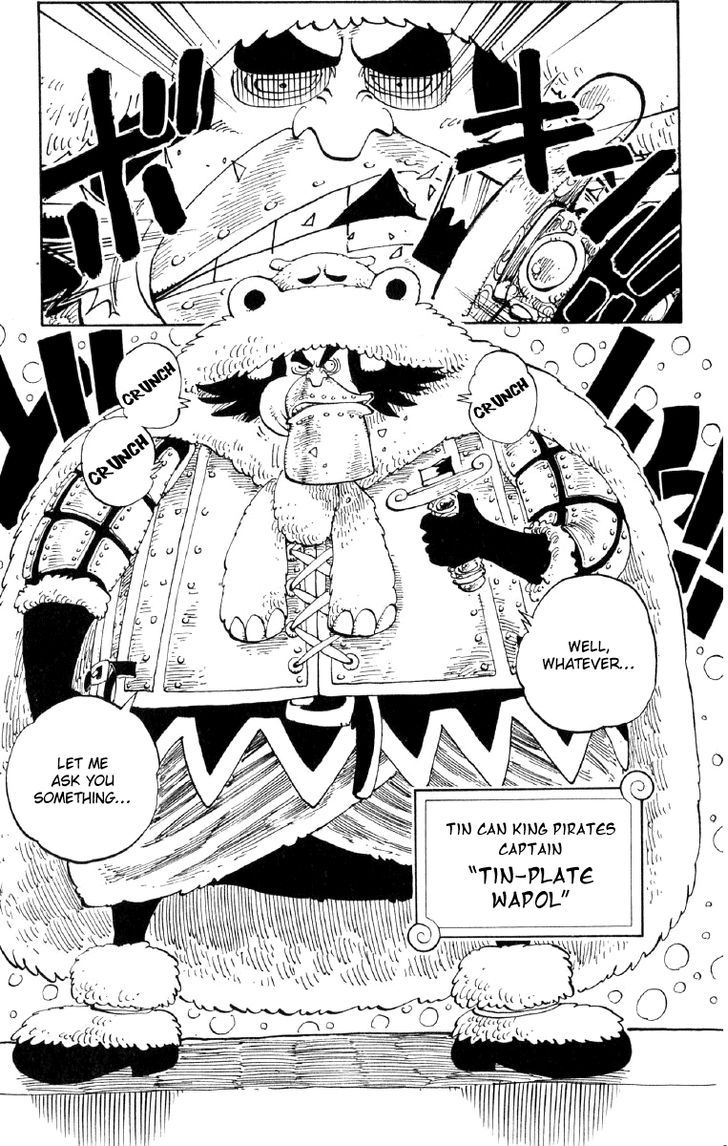 バキ
CRUNCH
CRUNCH
CRUNCH
WELL,
WHATEVER...
LET ME
ASK YOU
SOMETHING...
TIN CAN KING PIRATES
CAPTAIN
"TIN-PLATE
WAPOL"